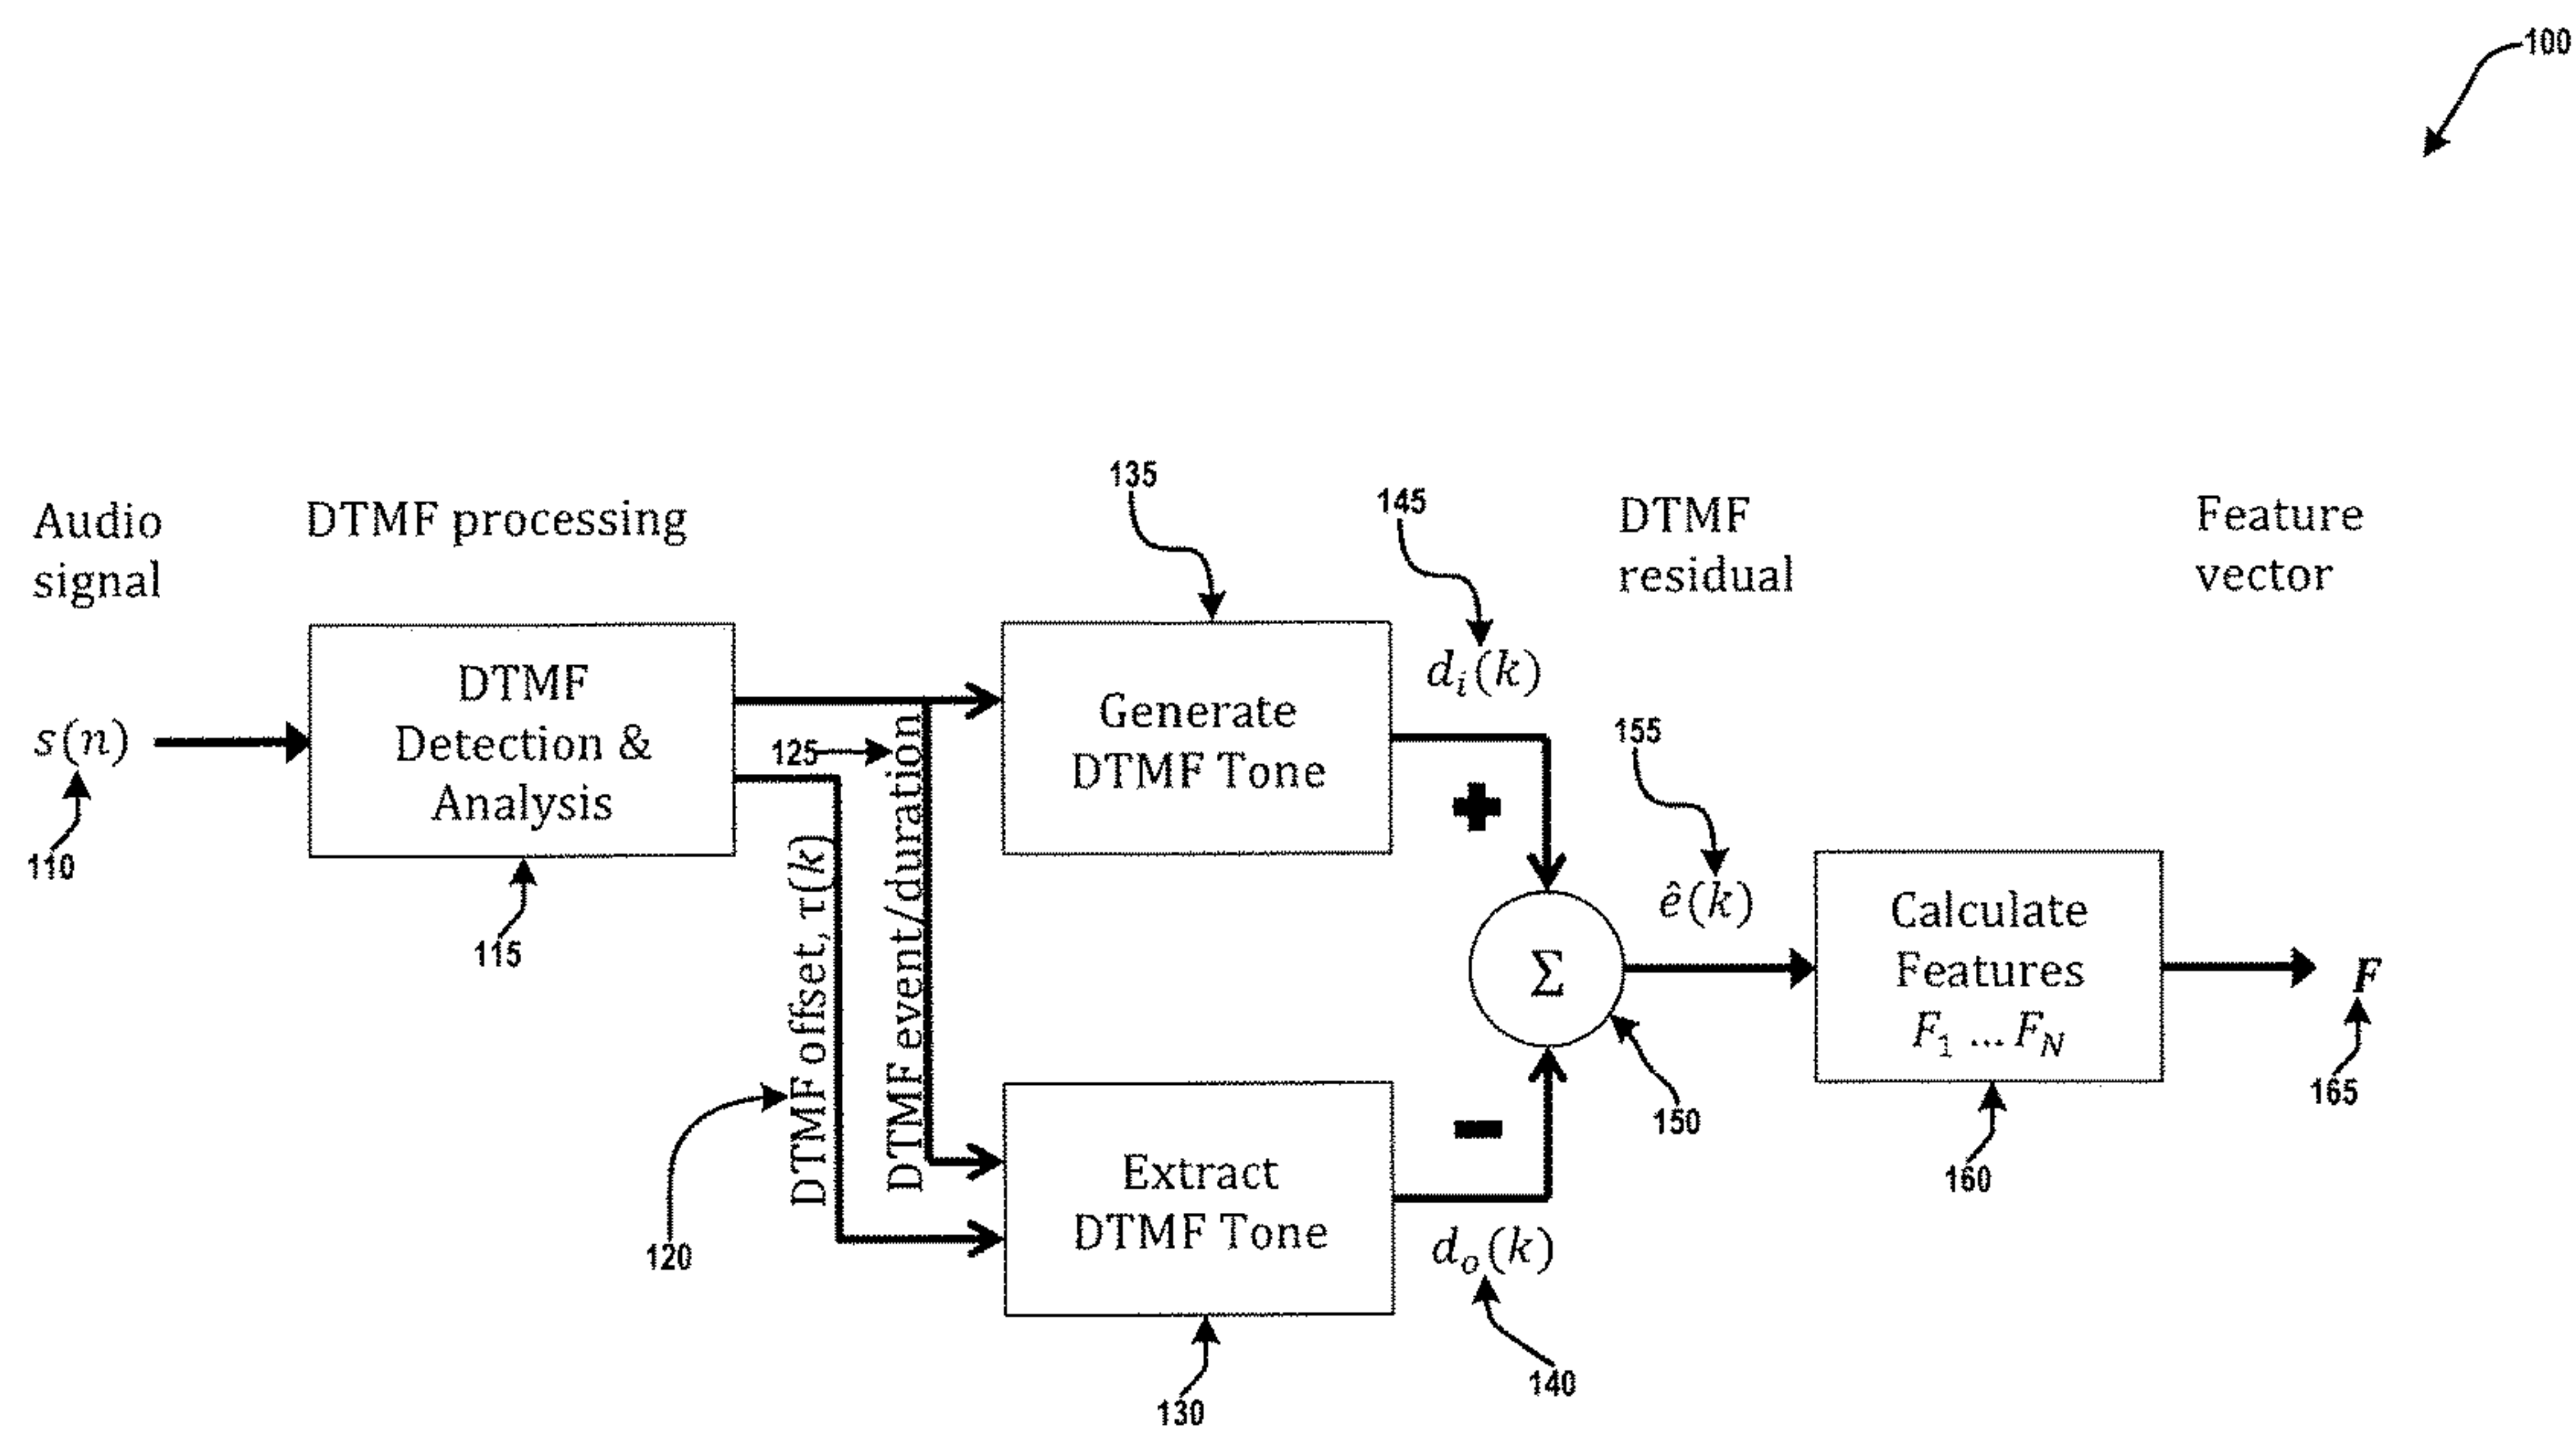 100
135
145
Audio
signal
DTMF processing
DTMF
residual
Feature
vector
DTMF
Detection &
Analysis
s(n)
110
115
125
DTMF offset, τ(k)
DTMF event/duration
120
Generate
DTMF Tone
d_i(k)
+
155
ê(k)
Σ
150
Calculate
Features
F_1 ... F_N
160
F
165
Extract
DTMF Tone
130
−
d_o(k)
140